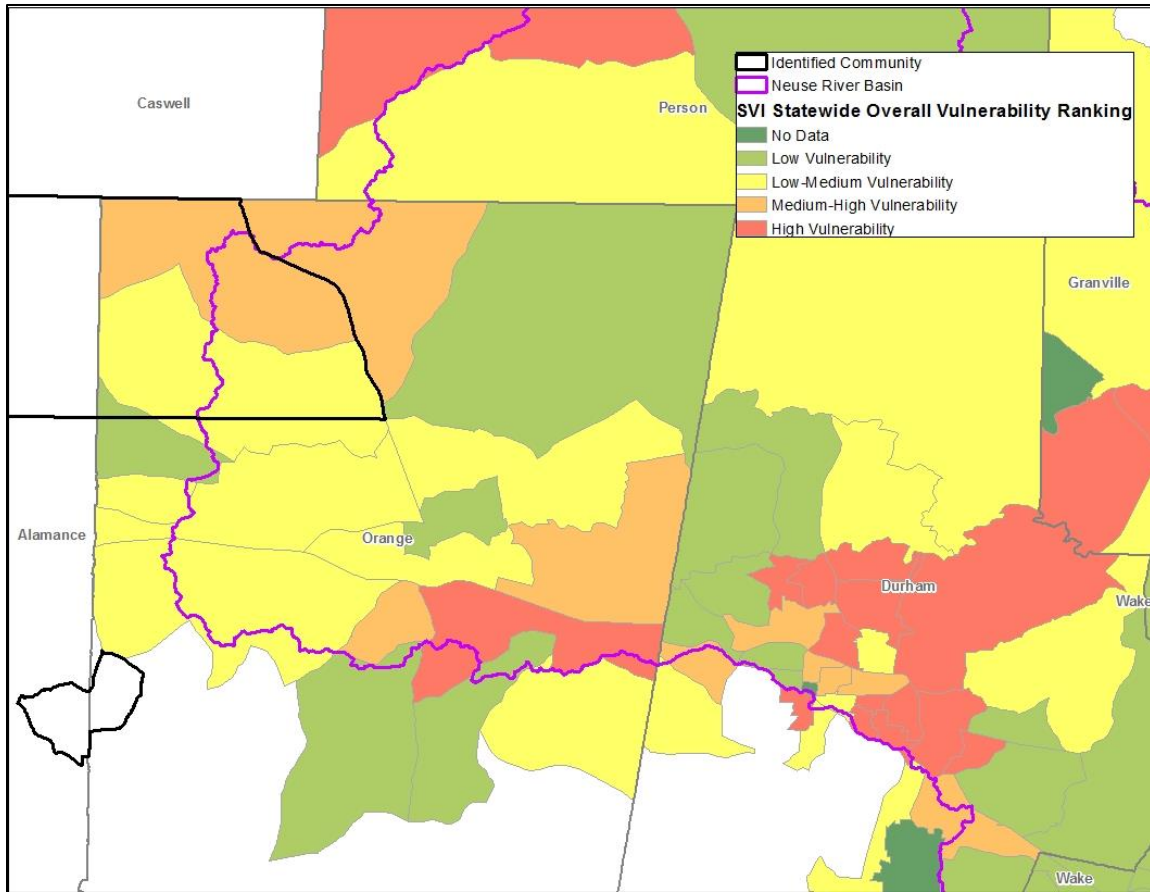 Identified Community
Neuse River Basin
SVI Statewide Overall Vulnerability Ranking
No Data
Low Vulnerability
Low-Medium Vulnerability
Medium-High Vulnerability
High Vulnerability
Caswell
Person
Granville
Alamance
Orange
Durham
Wake
Wake